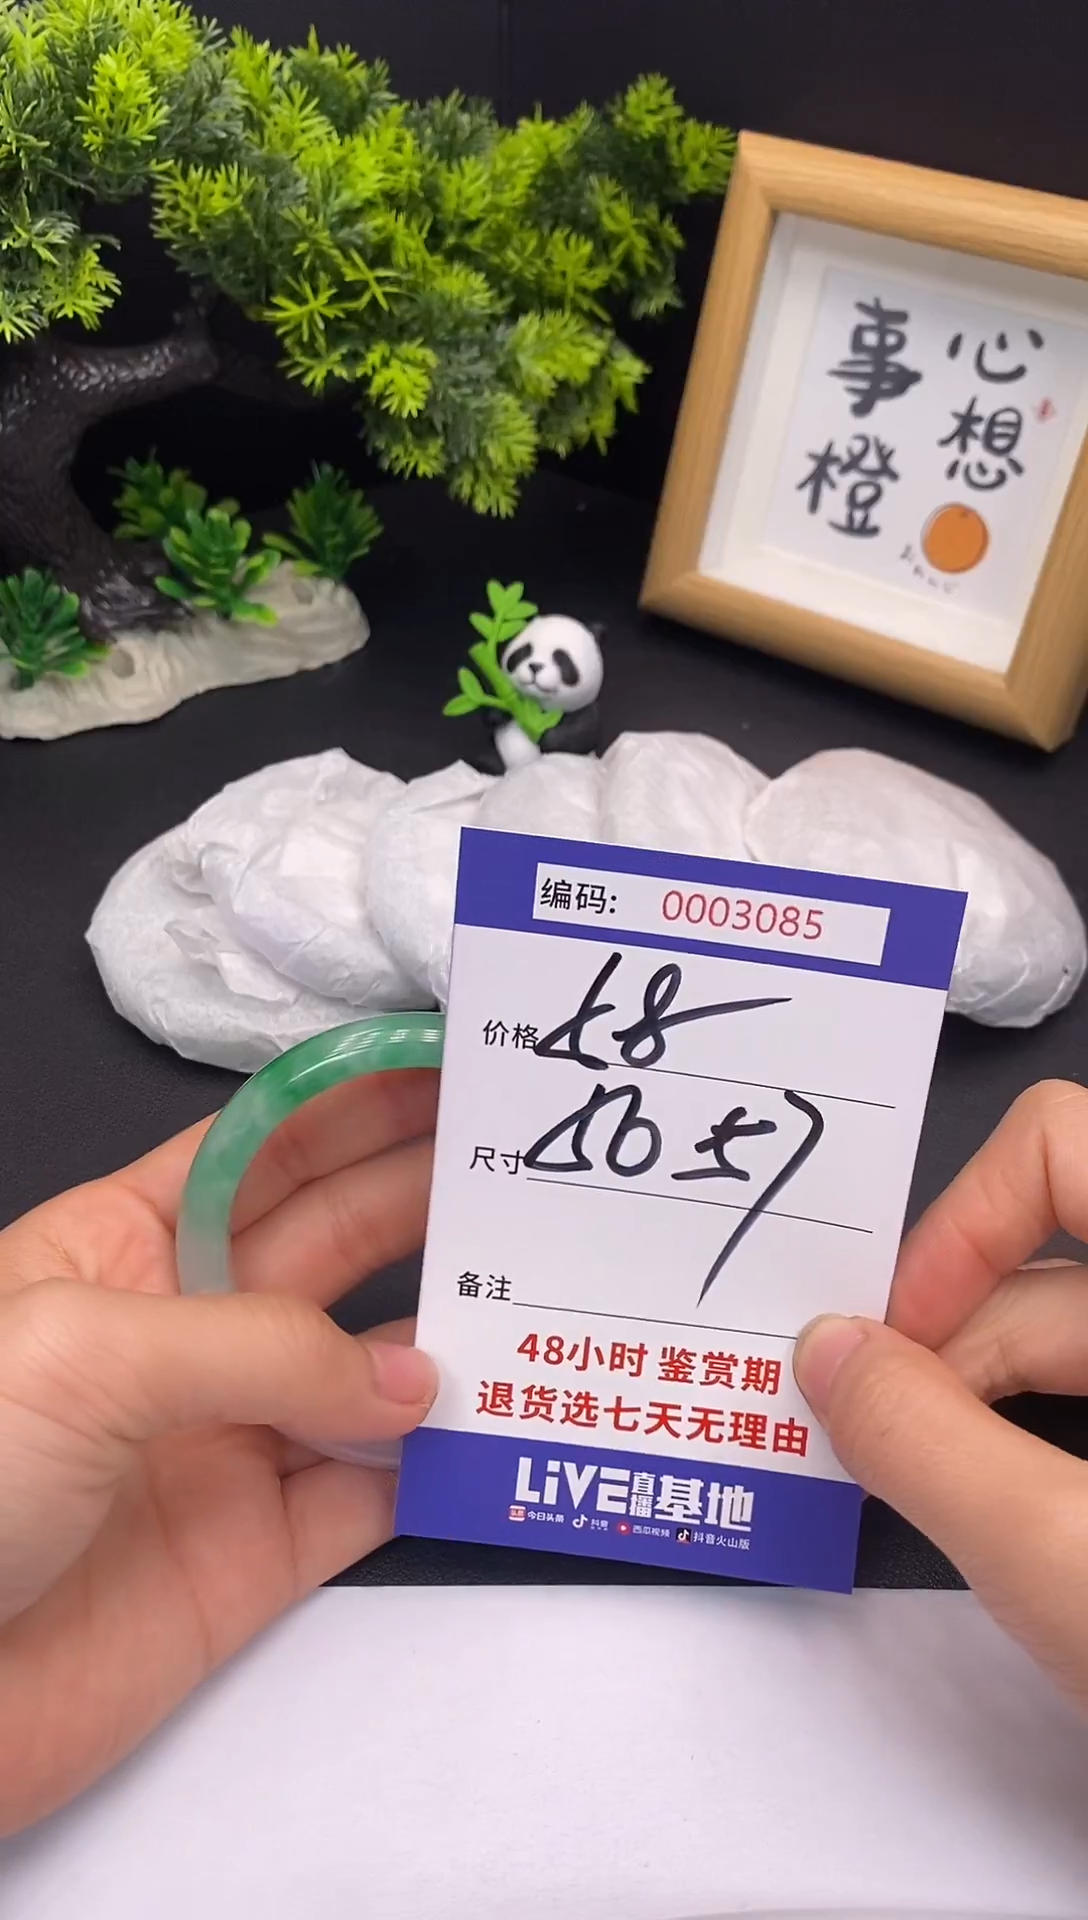 心想
事橙
编码: 0003085
价格
尺寸
备注
48小时 鉴赏期
退货选七天无理由
LiVE直播基地
今日头条 抖音 西瓜视频 抖音火山版